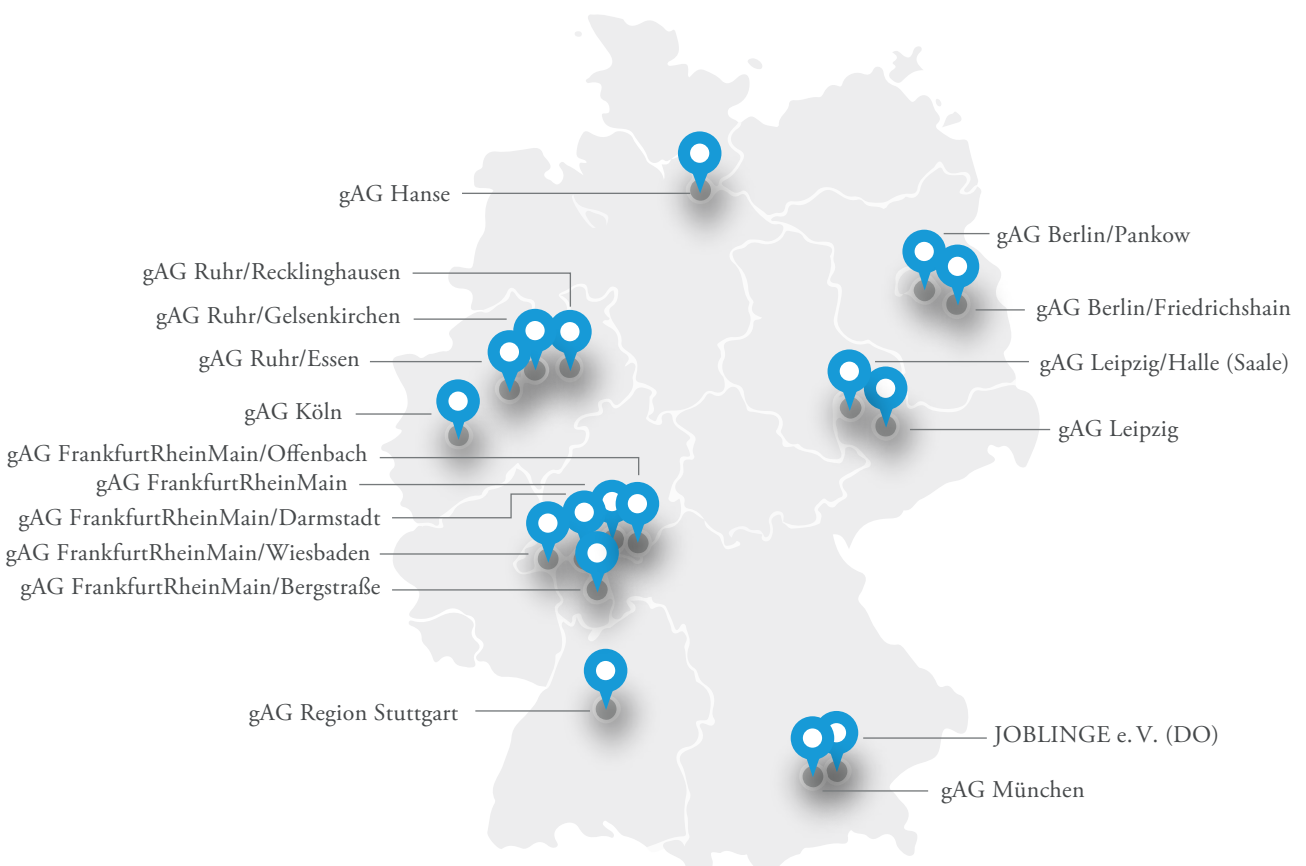 gAG Hanse
gAG Berlin/Pankow
gAG Ruhr/Recklinghausen
gAG Berlin/Friedrichshain
gAG Ruhr/Gelsenkirchen
gAG Ruhr/Essen
gAG Leipzig/Halle (Saale)
gAG Köln
gAG Leipzig
gAG FrankfurtRheinMain/Offenbach
gAG FrankfurtRheinMain
gAG FrankfurtRheinMain/Darmstadt
gAG FrankfurtRheinMain/Wiesbaden
gAG FrankfurtRheinMain/Bergstraße
gAG Region Stuttgart
JOBLINGE e. V. (DO)
gAG München